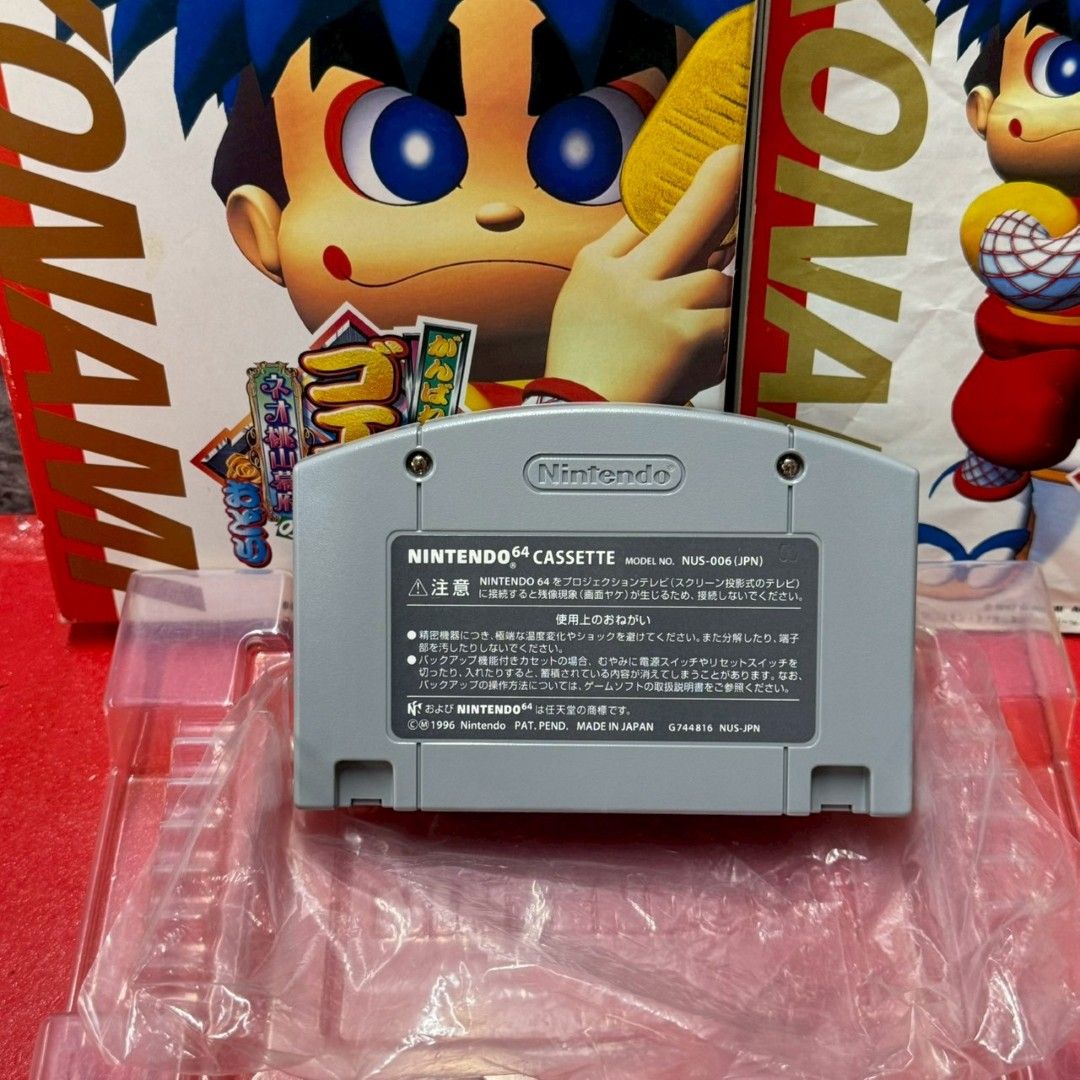 KONAMI
KONA
がんばれ
ゴエ
ネオ桃山幕府
のおどり
Nintendo
NINTENDO64 CASSETTE MODEL NO. NUS-006(JPN)
注意 NINTENDO 64 をプロジェクションテレビ(スクリーン投影式のテレビ)
に接続すると残像現象(画面ヤケ)が生じるため、接続しないでください。
使用上のおねがい
●精密機器につき、極端な温度変化やショックを避けてください。また分解したり、端子
部を汚したりしないでください。
●バックアップ機能付きカセットの場合、むやみに電源スイッチやリセットスイッチを
切ったり、入れたりすると、蓄積されている内容が消えてしまうことがあります。なお、
バックアップの操作方法については、ゲームソフトの取扱説明書をご参照ください。
および NINTENDO64 は任天堂の商標です。
©Ⓜ1996 Nintendo PAT. PEND. MADE IN JAPAN G744816 NUS-JPN